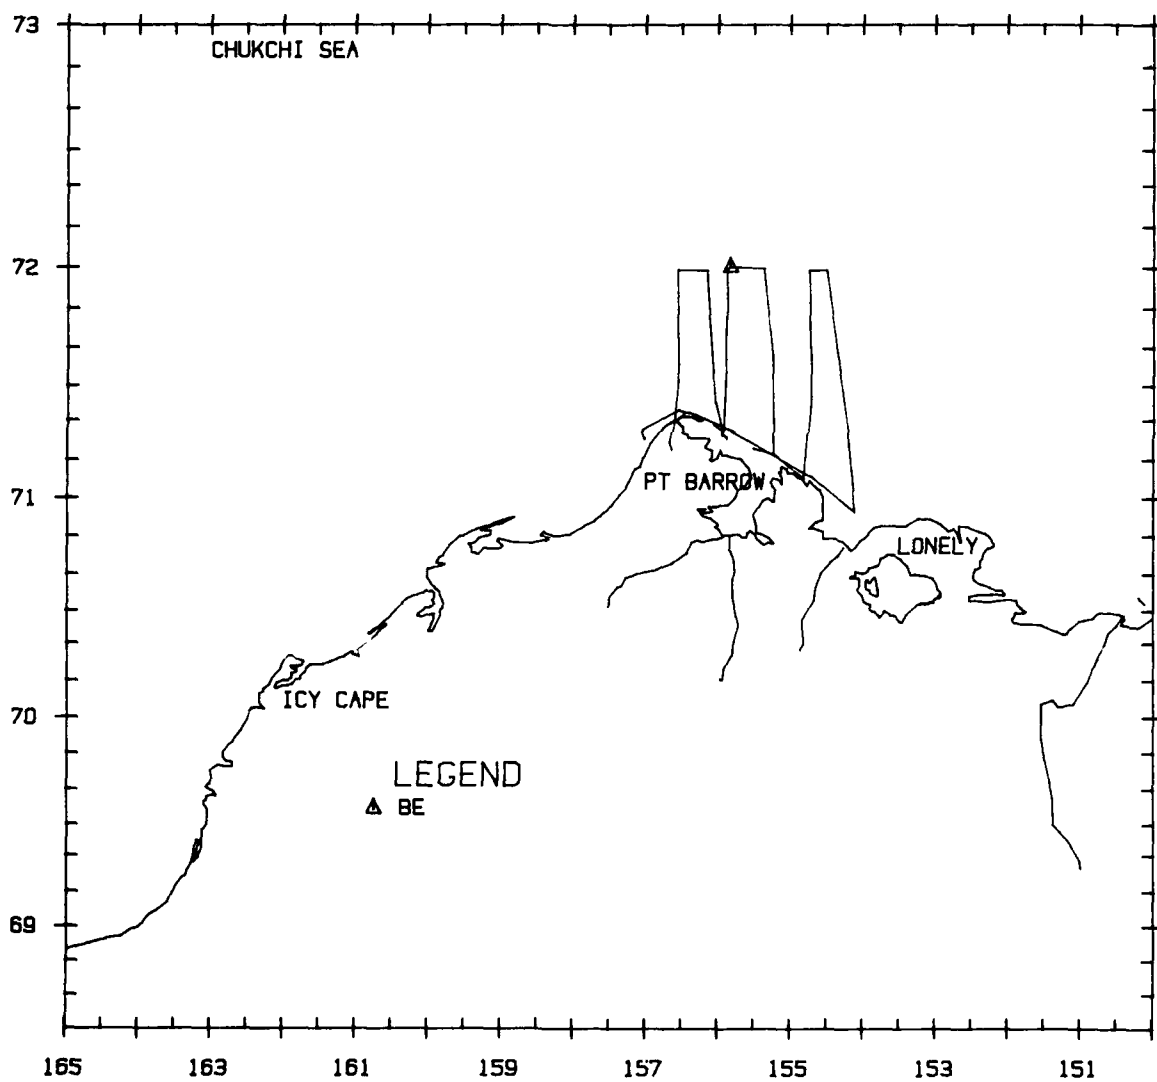 73
CHUKCHI SEA
72
PT BARROW
71
LONELY
ICY CAPE
70
LEGEND
BE
69
165 163 161 159 157 155 153 151